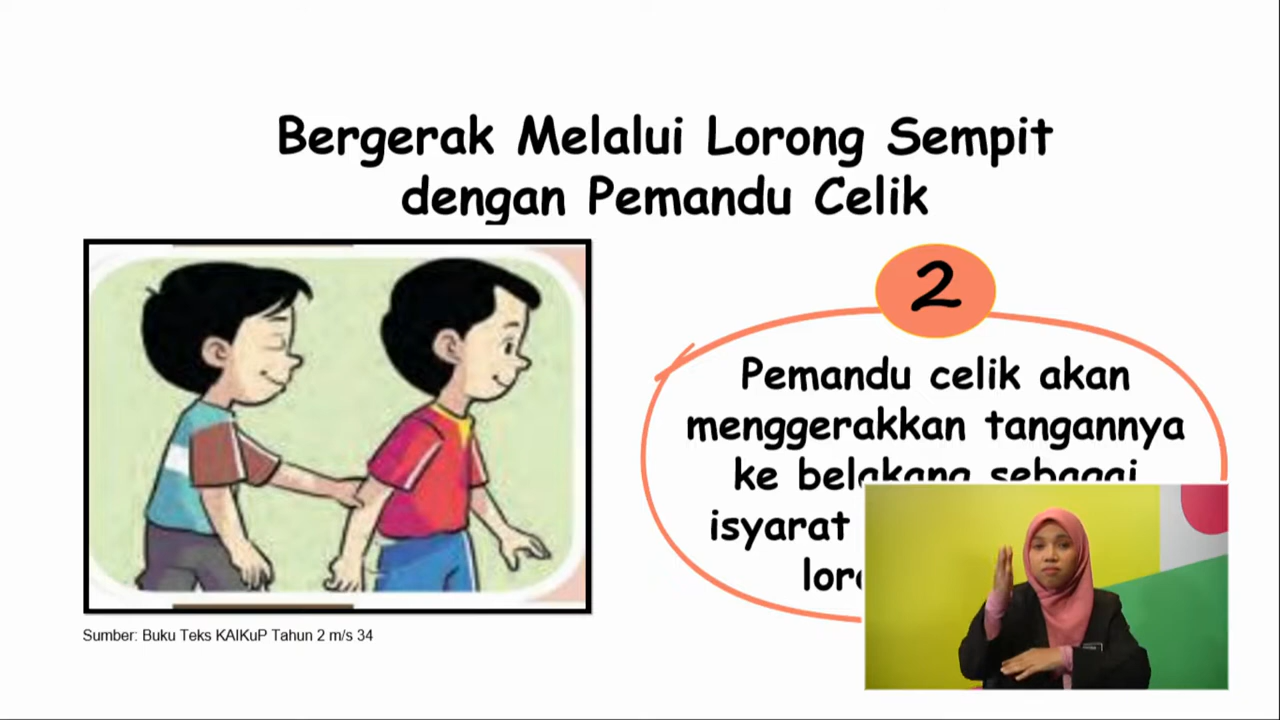 Bergerak Melalui Lorong Sempit
dengan Pemandu Celik
2
Pemandu celik akan
menggerakkan tangannya
ke belakang sebagai
isyarat
Sumber: Buku Teks KAIKuP Tahun 2 m/s 34